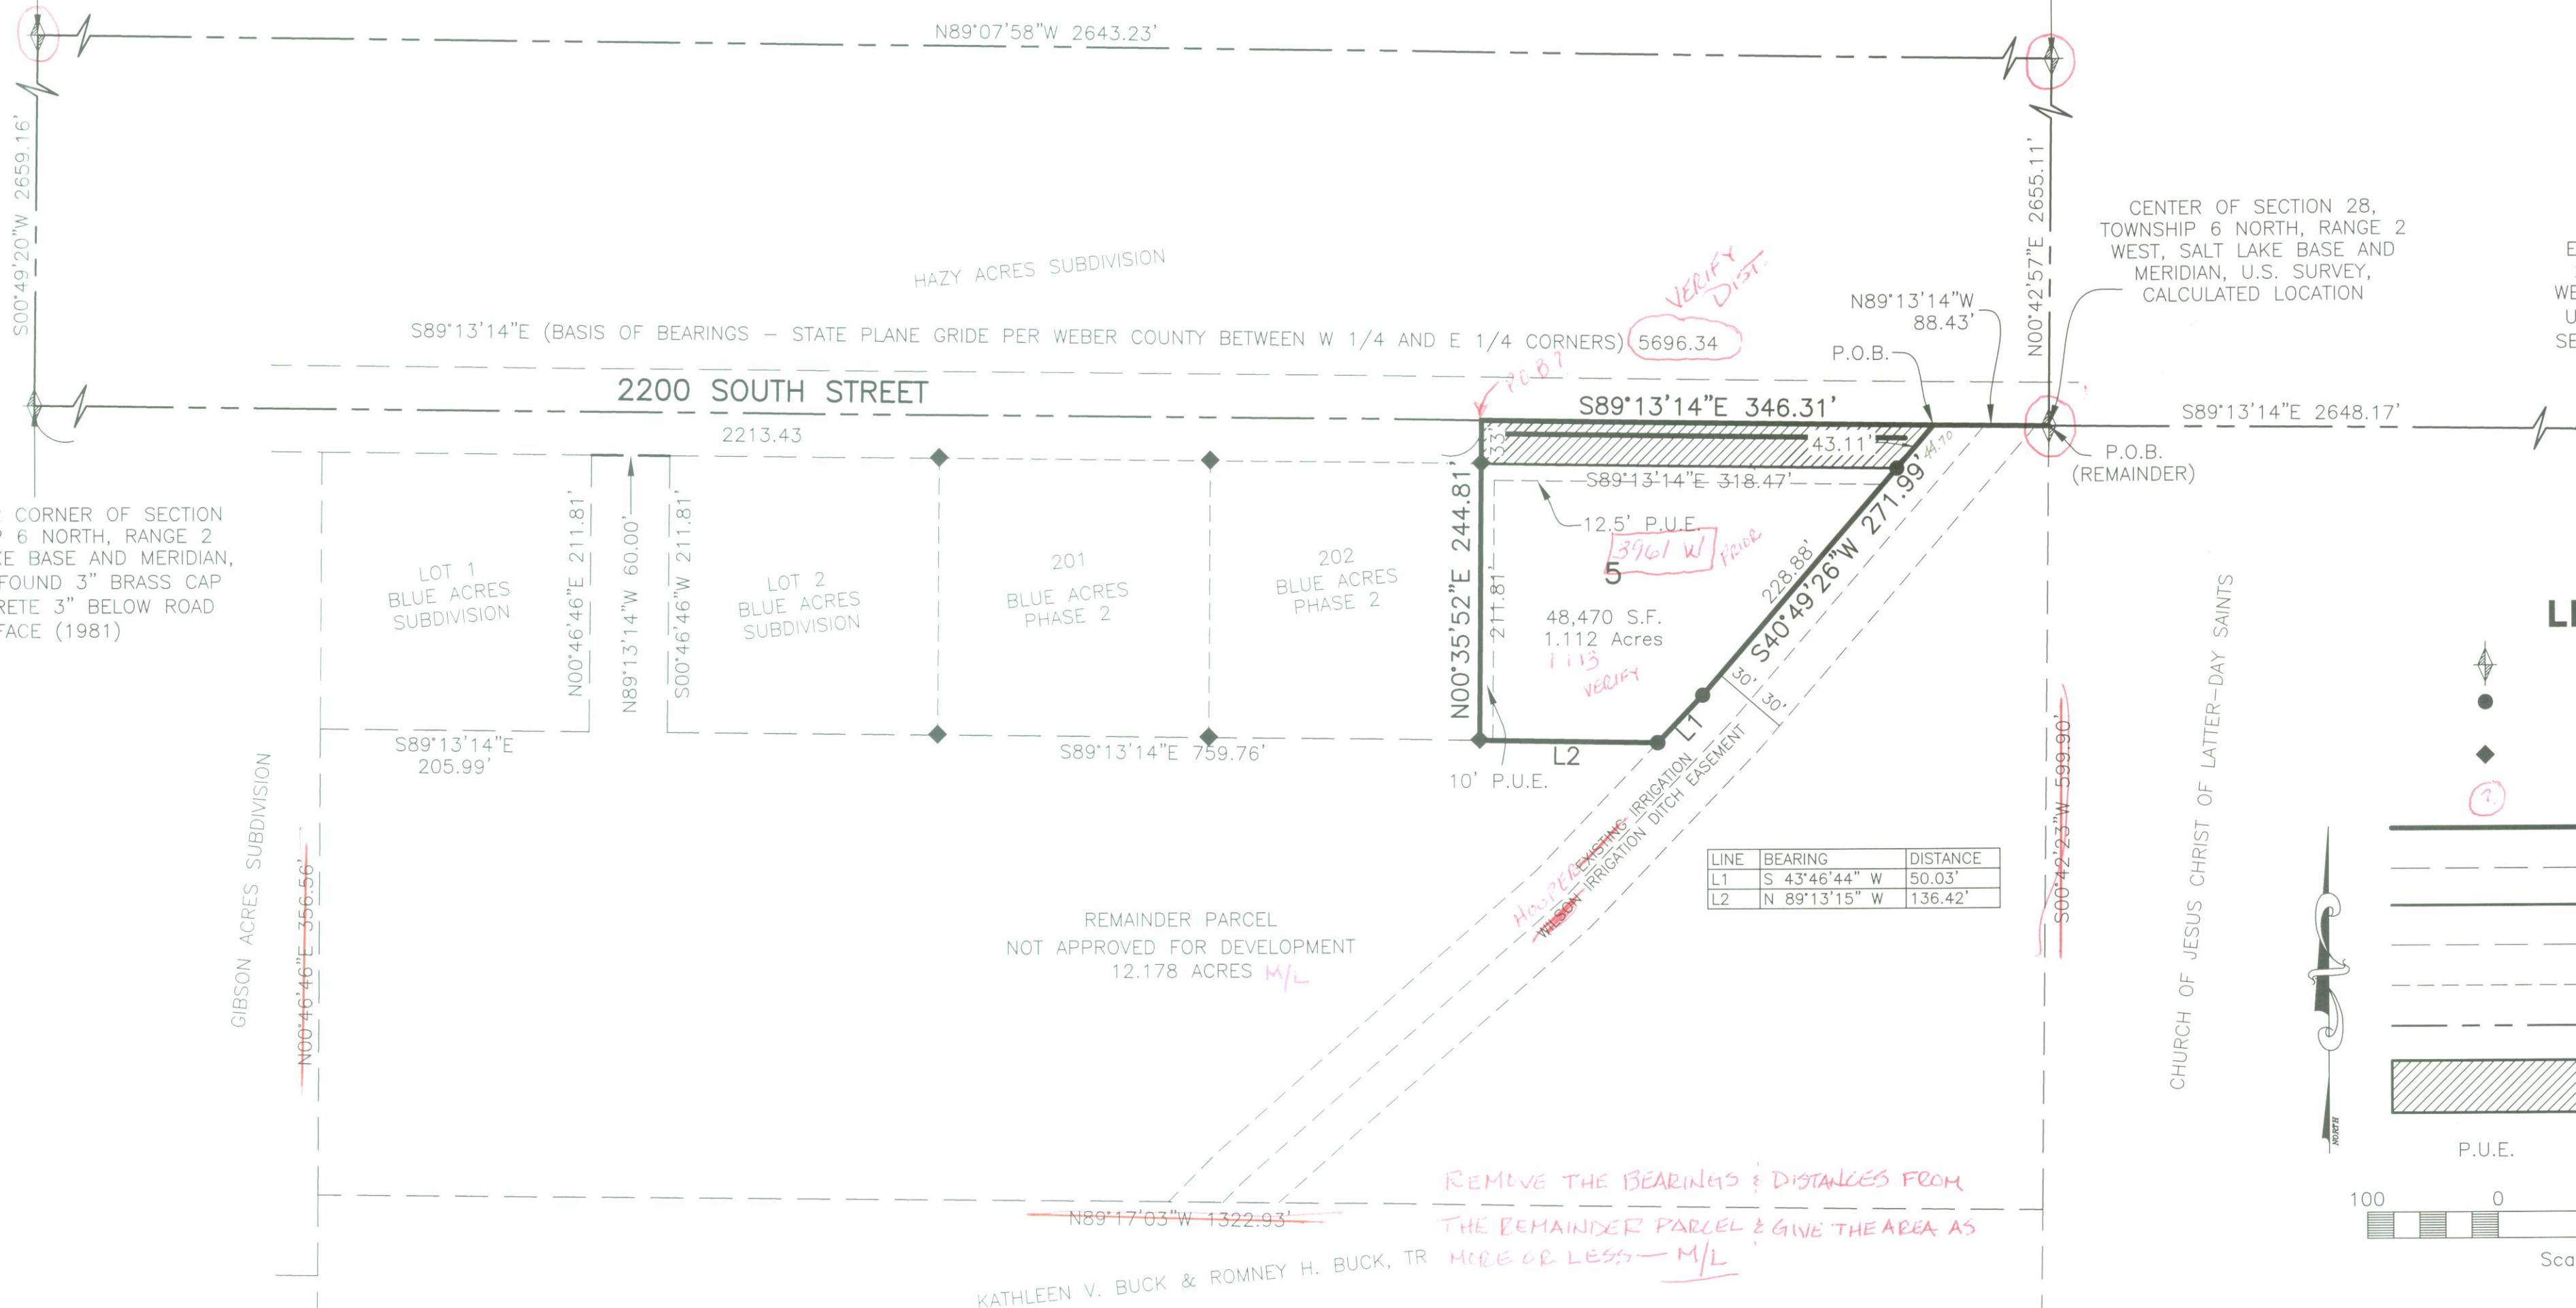 N89°07'58"W 2643.23'
S00°49'20"W 2659.16'
N00°42'57"E 2655.11'
CENTER OF SECTION 28,
TOWNSHIP 6 NORTH, RANGE 2
WEST, SALT LAKE BASE AND
MERIDIAN, U.S. SURVEY,
CALCULATED LOCATION
HAZY ACRES SUBDIVISION
VERIFY
DIST.
S89°13'14"E (BASIS OF BEARINGS – STATE PLANE GRIDE PER WEBER COUNTY BETWEEN W 1/4 AND E 1/4 CORNERS) 5696.34
N89°13'14"W
88.43'
P.O.B.
P.O.B?
2200 SOUTH STREET
S89°13'14"E 346.31'
S89°13'14"E 2648.17'
2213.43
33'
43.11'
44.70
P.O.B.
(REMAINDER)
S89°13'14"E 318.47'
12.5' P.U.E.
3961 W PRIOR
5
48,470 S.F.
1.112 Acres
1113
VERIFY
N00°35'52"E 244.81'
211.81'
228.88'
S40°49'26"W 271.99'
30'
30'
L1
L2
10' P.U.E.
CORNER OF SECTION
6 NORTH, RANGE 2
BASE AND MERIDIAN,
FOUND 3" BRASS CAP
3" BELOW ROAD
(1981)
LOT 1
BLUE ACRES
SUBDIVISION
N00°46'46"E 211.81'
N89°13'14"W 60.00'
S00°46'46"W 211.81'
LOT 2
BLUE ACRES
SUBDIVISION
201
BLUE ACRES
PHASE 2
202
BLUE ACRES
PHASE 2
S89°13'14"E
205.99'
S89°13'14"E 759.76'
GIBSON ACRES SUBDIVISION
N00°46'46"E 356.56'
HOOPER
EXISTING IRRIGATION
WILSON IRRIGATION DITCH EASEMENT
LINE BEARING DISTANCE
L1 S 43°46'44" W 50.03'
L2 N 89°13'15" W 136.42'
S00°42'23"W 599.90'
CHURCH OF JESUS CHRIST OF LATTER-DAY SAINTS
REMAINDER PARCEL
NOT APPROVED FOR DEVELOPMENT
12.178 ACRES M/L
N89°17'03"W 1322.93'
REMOVE THE BEARINGS & DISTANCES FROM
THE REMAINDER PARCEL & GIVE THE AREA AS
MORE OR LESS — M/L
KATHLEEN V. BUCK & ROMNEY H. BUCK, TR
?
NORTH
P.U.E.
100 0